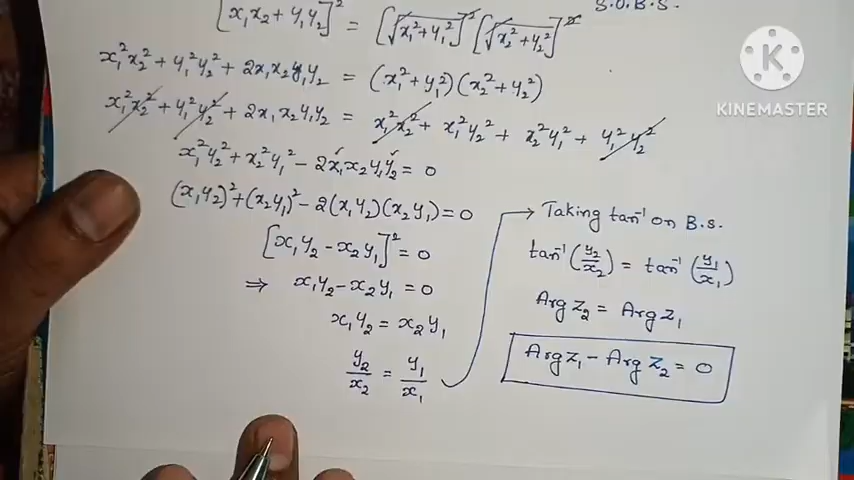 [x₁x₂ + y₁y₂]² = [√(x₁² + y₁²)]² [√(x₂² + y₂²)]² S.O.B.S.
x₁²x₂² + y₁²y₂² + 2x₁x₂y₁y₂ = (x₁² + y₁²)(x₂² + y₂²)
x₁²x₂² + y₁²y₂² + 2x₁x₂y₁y₂ = x₁²x₂² + x₁²y₂² + x₂²y₁² + y₁²y₂²
x₁²y₂² + x₂²y₁² - 2x₁x₂y₁y₂ = 0
(x₁y₂)² + (x₂y₁)² - 2(x₁y₂)(x₂y₁) = 0
[x₁y₂ - x₂y₁]² = 0
⇒ x₁y₂ - x₂y₁ = 0
x₁y₂ = x₂y₁
y₂/x₂ = y₁/x₁
Taking tan⁻¹ on B.S.
tan⁻¹(y₂/x₂) = tan⁻¹(y₁/x₁)
Arg z₂ = Arg z₁
Arg z₁ - Arg z₂ = 0
KINEMASTER